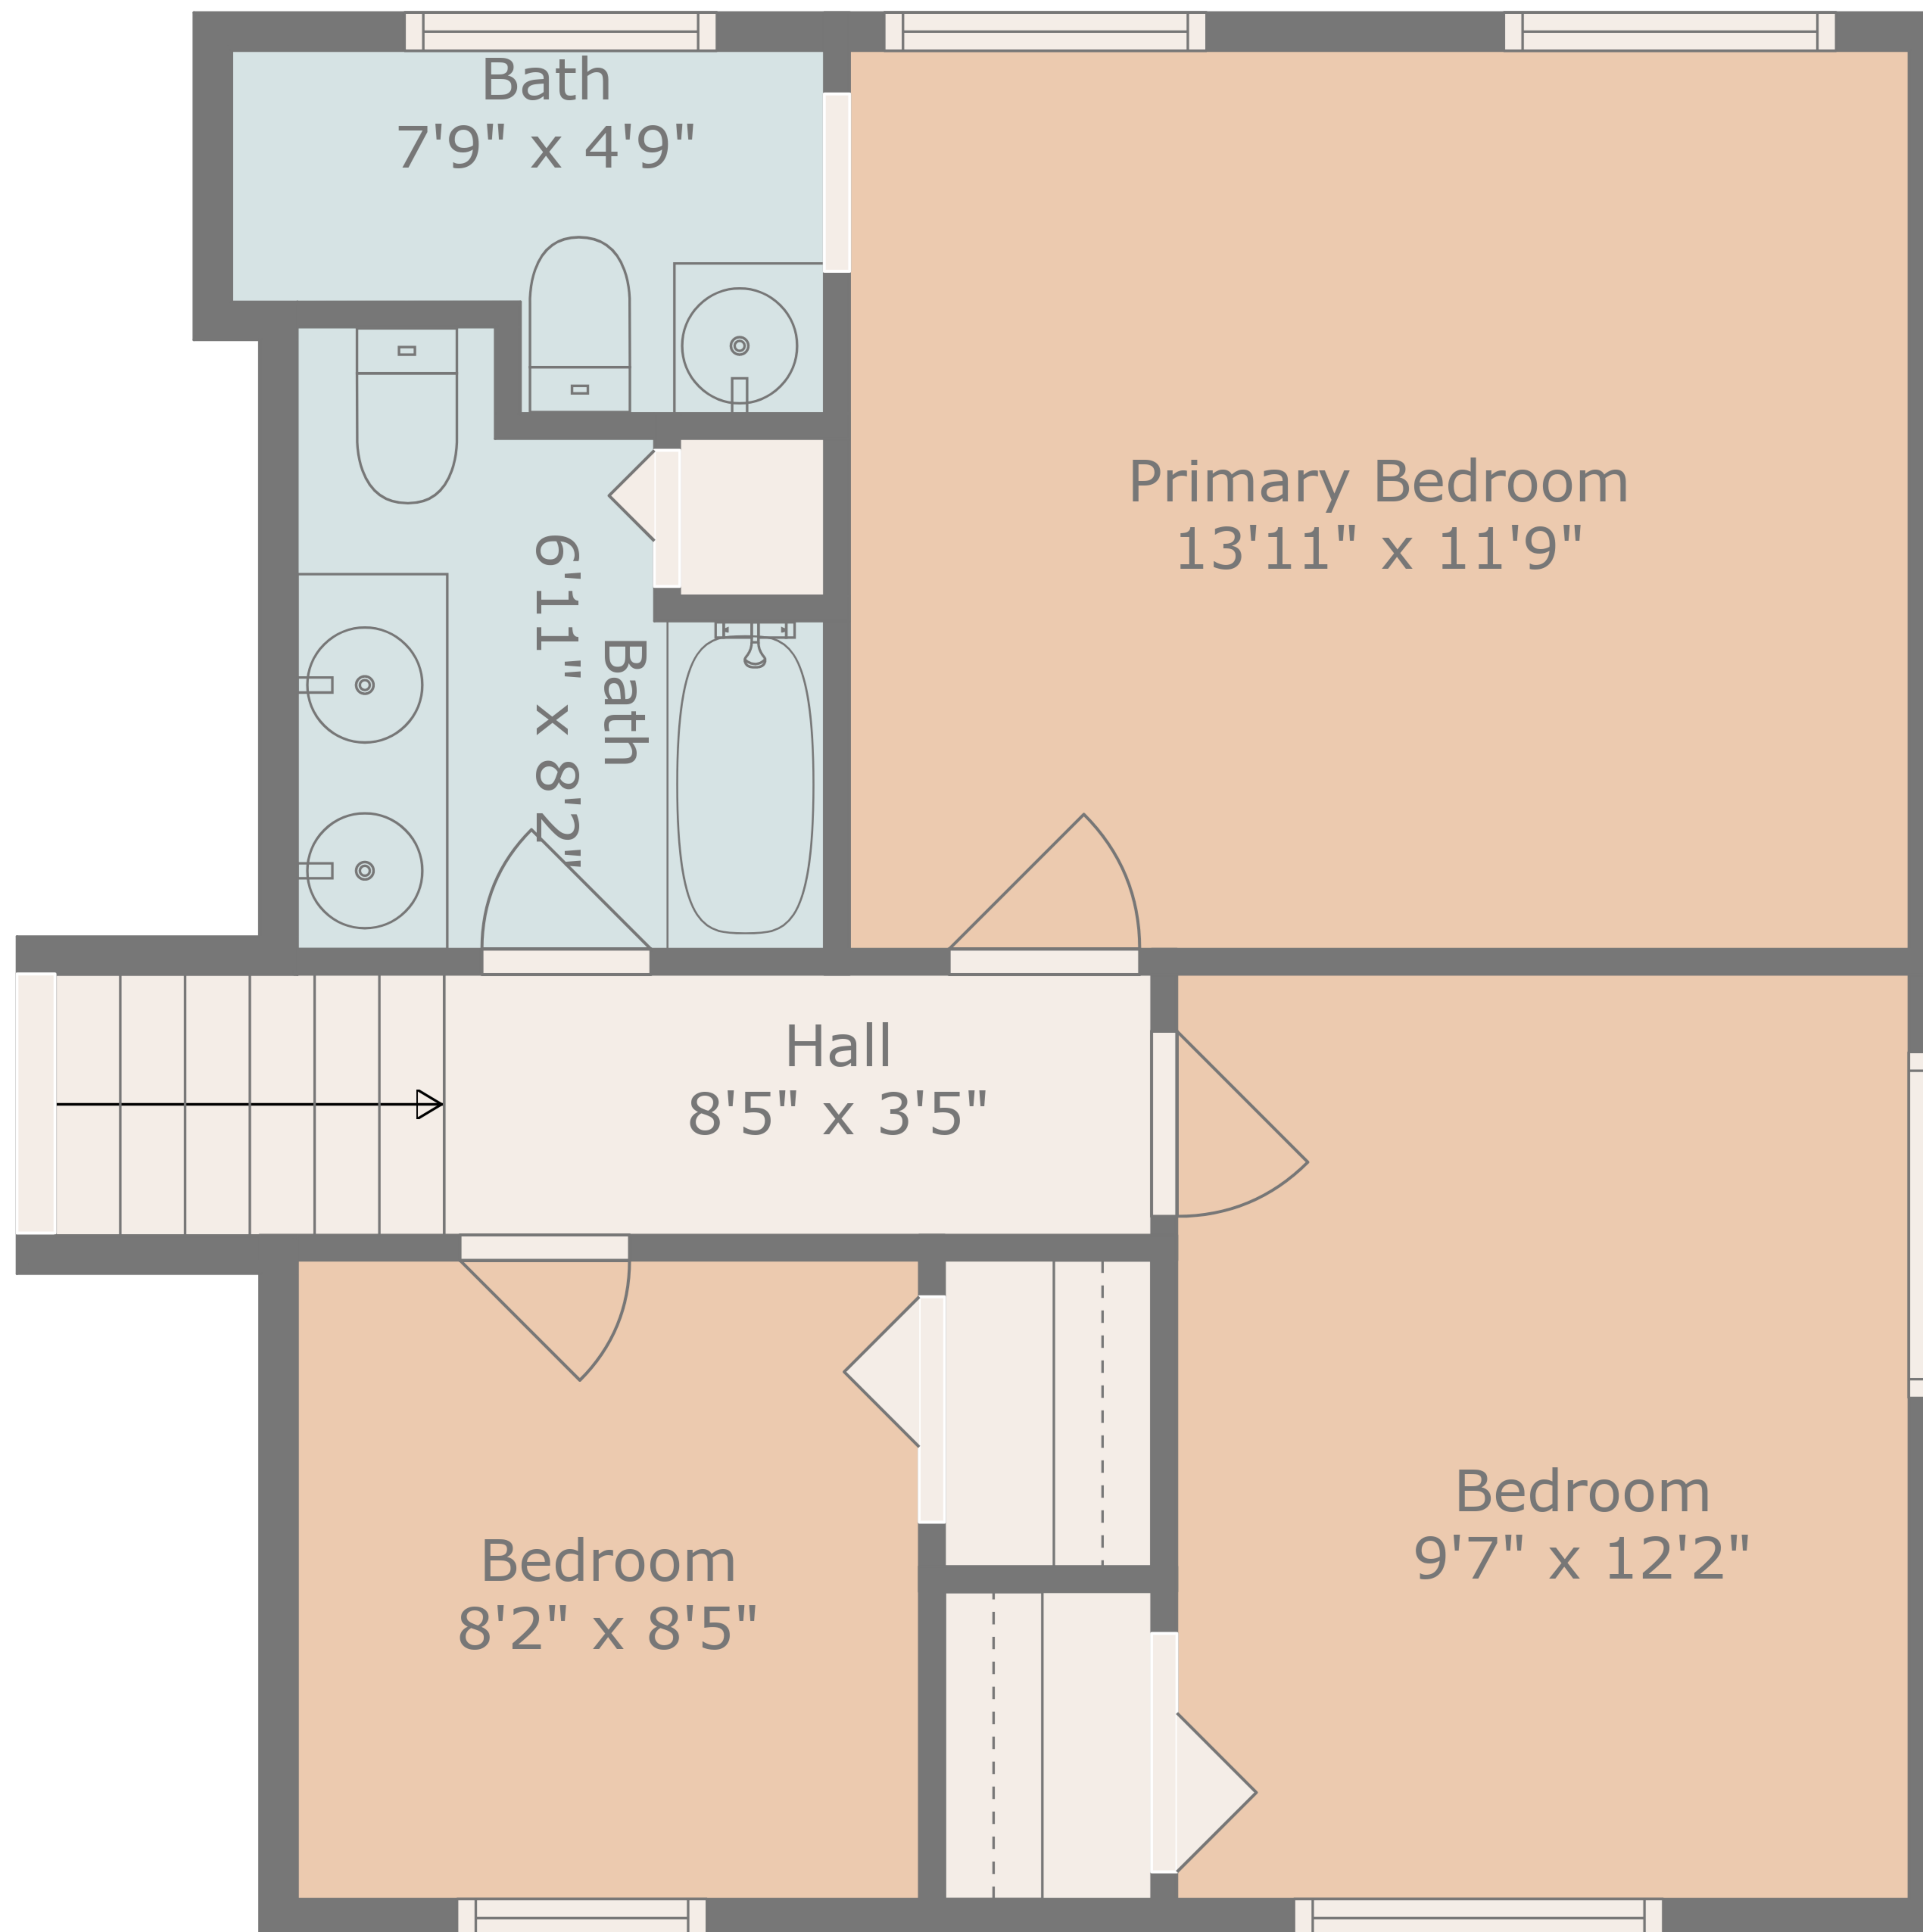 Bath
7'9" x 4'9"
Primary Bedroom
13'11" x 11'9"
Bath
6'11" x 8'2"
Hall
8'5" x 3'5"
Bedroom
9'7" x 12'2"
Bedroom
8'2" x 8'5"